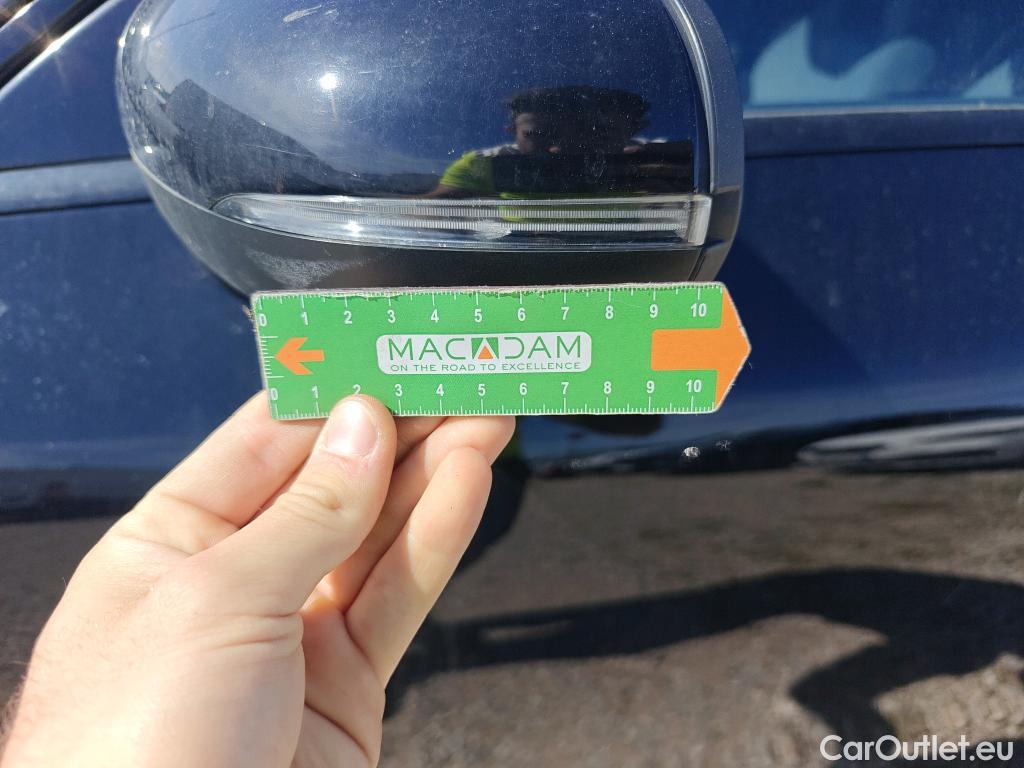 0 1 2 3 4 5 6 7 8 9 10
MACADAM
ON THE ROAD TO EXCELLENCE
0 1 2 3 4 5 6 7 8 9 10
CarOutlet.eu